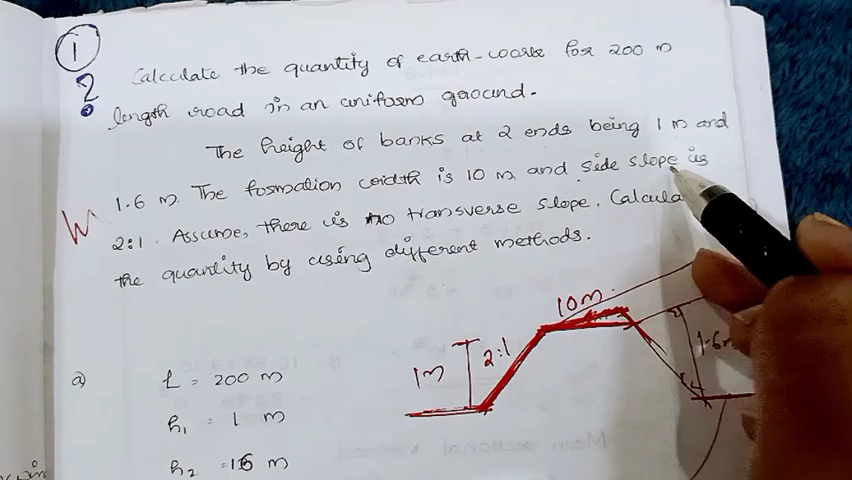 1
?
Calculate the quantity of earth-work for 200 m
length road in an uniform ground.
The height of banks at 2 ends being 1 m and
1.6 m. The formation width is 10 m and side slope is
2:1. Assume, there is no transverse slope. Calcula
the quantity by using different methods.
10 m.
1 m
2:1
1.6m
a)
L = 200 m
h₁ = 1 m
h₂ = 1.6 m